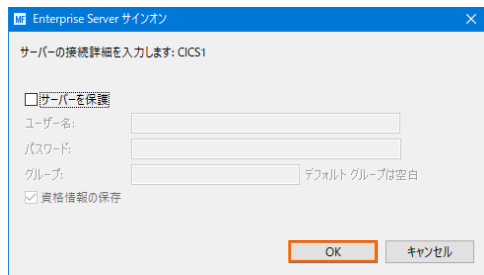 MF Enterprise Server サインオン
サーバーの接続詳細を入力します: CICS1
サーバーを保護
ユーザー名:
パスワード:
グループ: デフォルト グループは空白
資格情報の保存
OK キャンセル